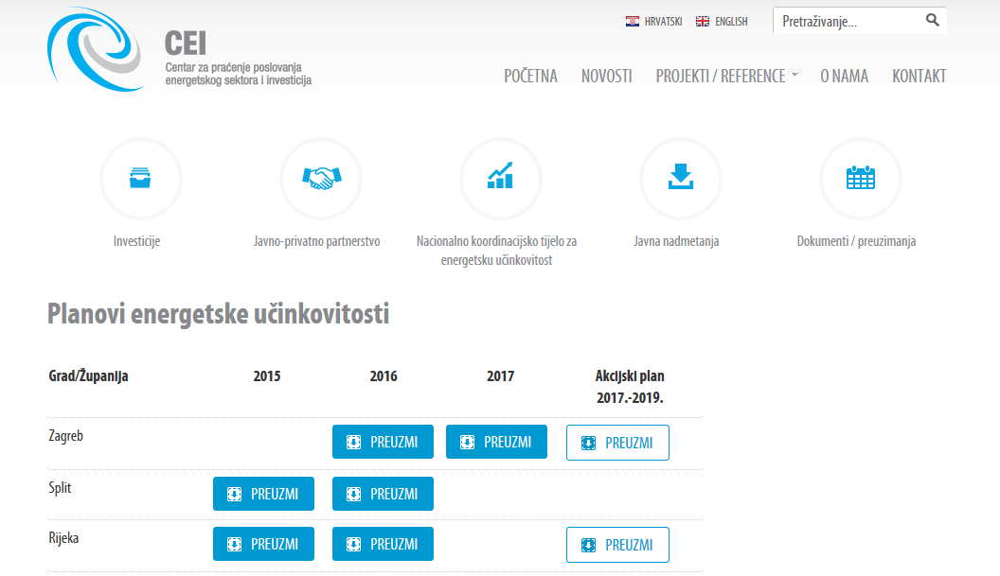 HRVATSKI ENGLISH Pretraživanje...
CEI
Centar za praćenje poslovanja
energetskog sektora i investicija
POČETNA NOVOSTI PROJEKTI / REFERENCE O NAMA KONTAKT
Investicije Javno-privatno partnerstvo Nacionalno koordinacijsko tijelo za Javna nadmetanja Dokumenti / preuzimanja
energetsku učinkovitost
Planovi energetske učinkovitosti
Grad/Županija 2015 2016 2017 Akcijski plan
2017.-2019.
Zagreb PREUZMI PREUZMI PREUZMI
Split PREUZMI PREUZMI
Rijeka PREUZMI PREUZMI PREUZMI